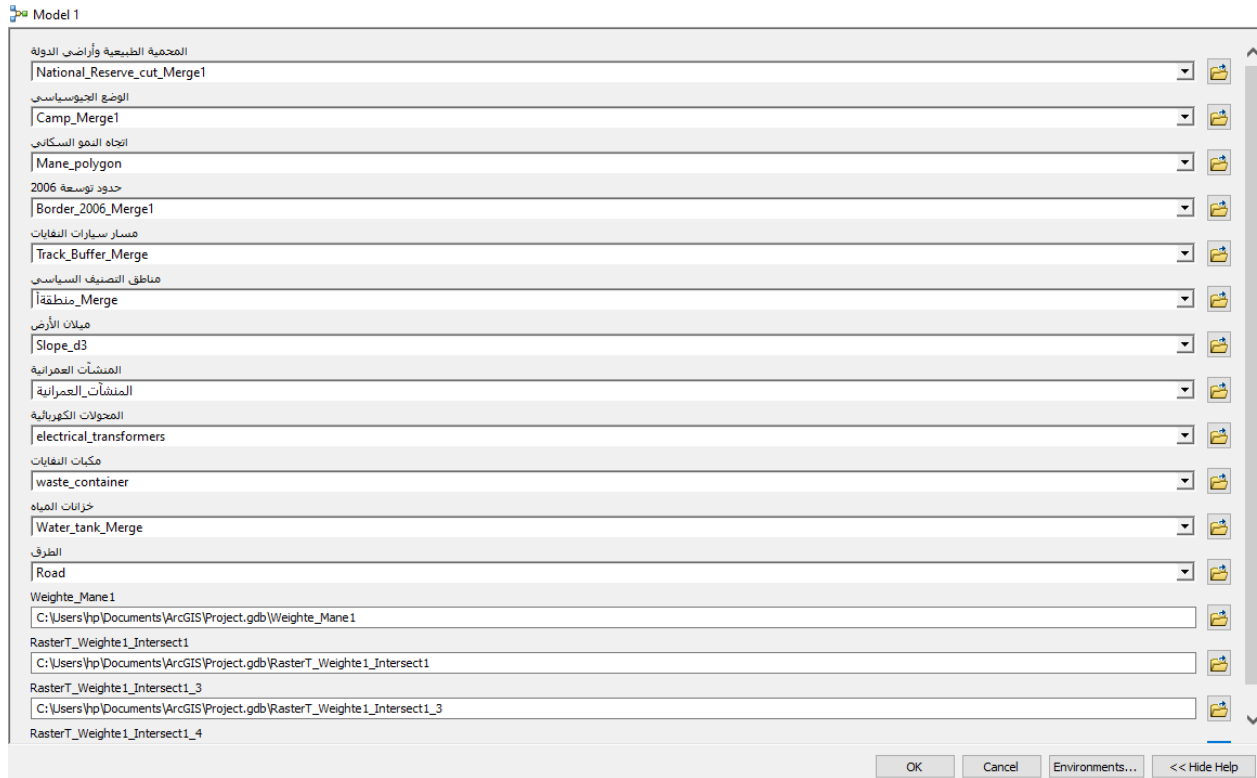 Model 1
المحمية الطبيعية وأراضي الدولة
National_Reserve_cut_Merge1
الوضع الجيوسياسي
Camp_Merge1
اتجاه النمو السكاني
Mane_polygon
حدود توسعة 2006
Border_2006_Merge1
مسار سيارات النفايات
Track_Buffer_Merge
مناطق التصنيف السياسي
منطقةأ_Merge
ميلان الأرض
Slope_d3
المنشآت العمرانية
المنشآت_العمرانية
المحولات الكهربائية
electrical_transformers
مكبات النفايات
waste_container
خزانات المياه
Water_tank_Merge
الطرق
Road
Weighte_Mane1
C:\Users\hp\Documents\ArcGIS\Project.gdb\Weighte_Mane1
RasterT_Weighte1_Intersect1
C:\Users\hp\Documents\ArcGIS\Project.gdb\RasterT_Weighte1_Intersect1
RasterT_Weighte1_Intersect1_3
C:\Users\hp\Documents\ArcGIS\Project.gdb\RasterT_Weighte1_Intersect1_3
RasterT_Weighte1_Intersect1_4
OK Cancel Environments... << Hide Help